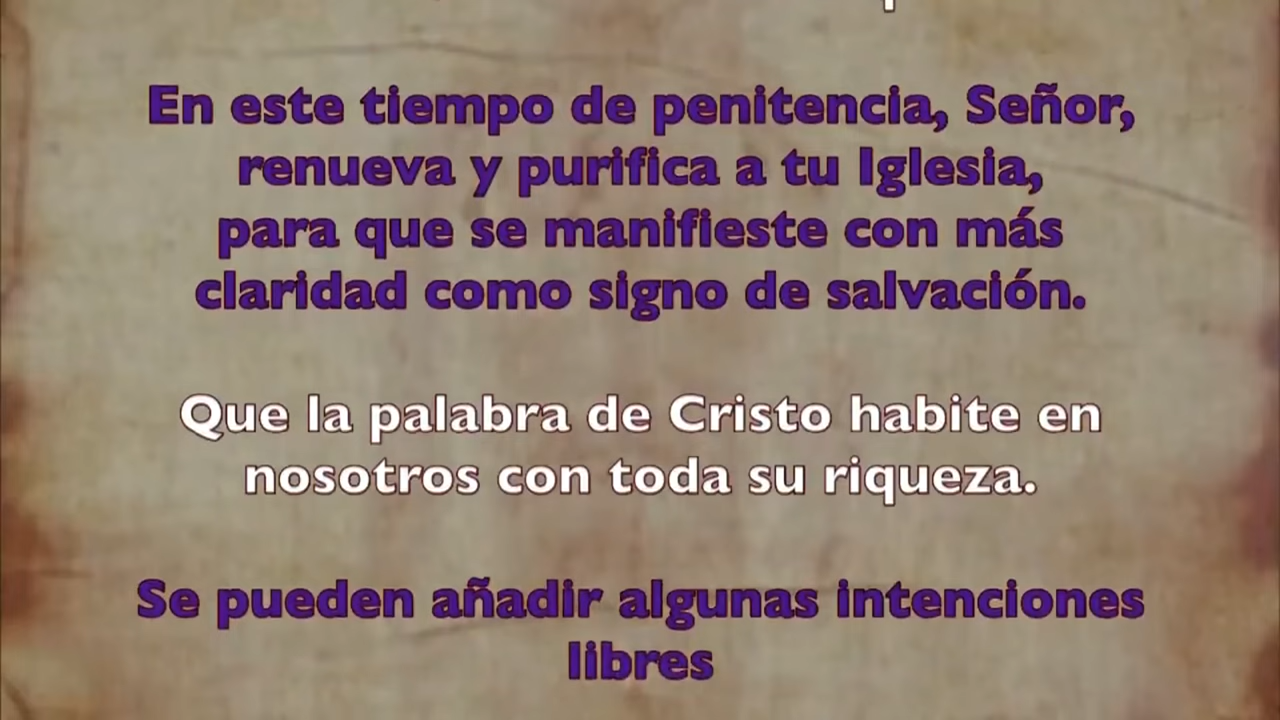 En este tiempo de penitencia, Señor,
renueva y purifica a tu Iglesia,
para que se manifieste con más
claridad como signo de salvación.
Que la palabra de Cristo habite en
nosotros con toda su riqueza.
Se pueden añadir algunas intenciones
libres